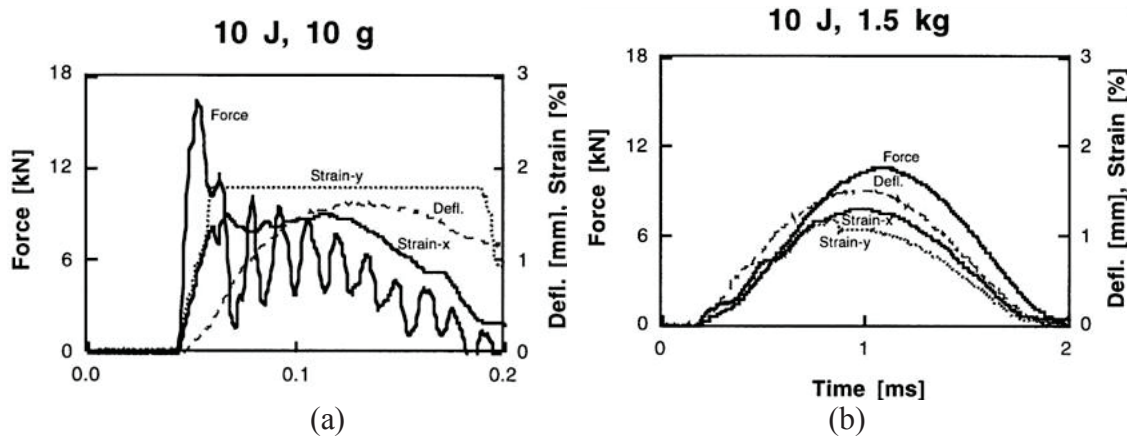 10 J, 10 g
18
12
6
0
Force [kN]
3
2
1
0
Defl. [mm], Strain [%]
0.0
0.1
0.2
Force
Strain-y
Defl.
Strain-x
(a)
10 J, 1.5 kg
18
12
6
0
Force [kN]
3
2
1
0
Defl. [mm], Strain [%]
0
1
2
Force
Defl.
Strain-x
Strain-y
Time [ms]
(b)